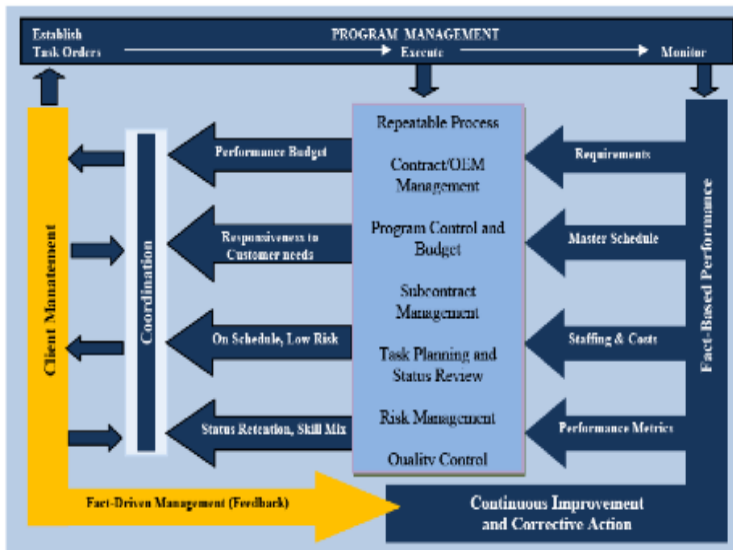 PROGRAM MANAGEMENT
Establish
Task Orders
Execute
Monitor
Client Manatement
Coordination
Performance Budget
Responsiveness to
Customer needs
On Schedule, Low Risk
Status Retention, Skill Mix
Repeatable Process
Contract/OEM
Management
Program Control and
Budget
Subcontract
Management
Task Planning and
Status Review
Risk Management
Quality Control
Requirements
Master Schedule
Staffing & Costs
Performance Metrics
Fact-Based Performance
Fact-Driven Management (Feedback)
Continuous Improvement
and Corrective Action